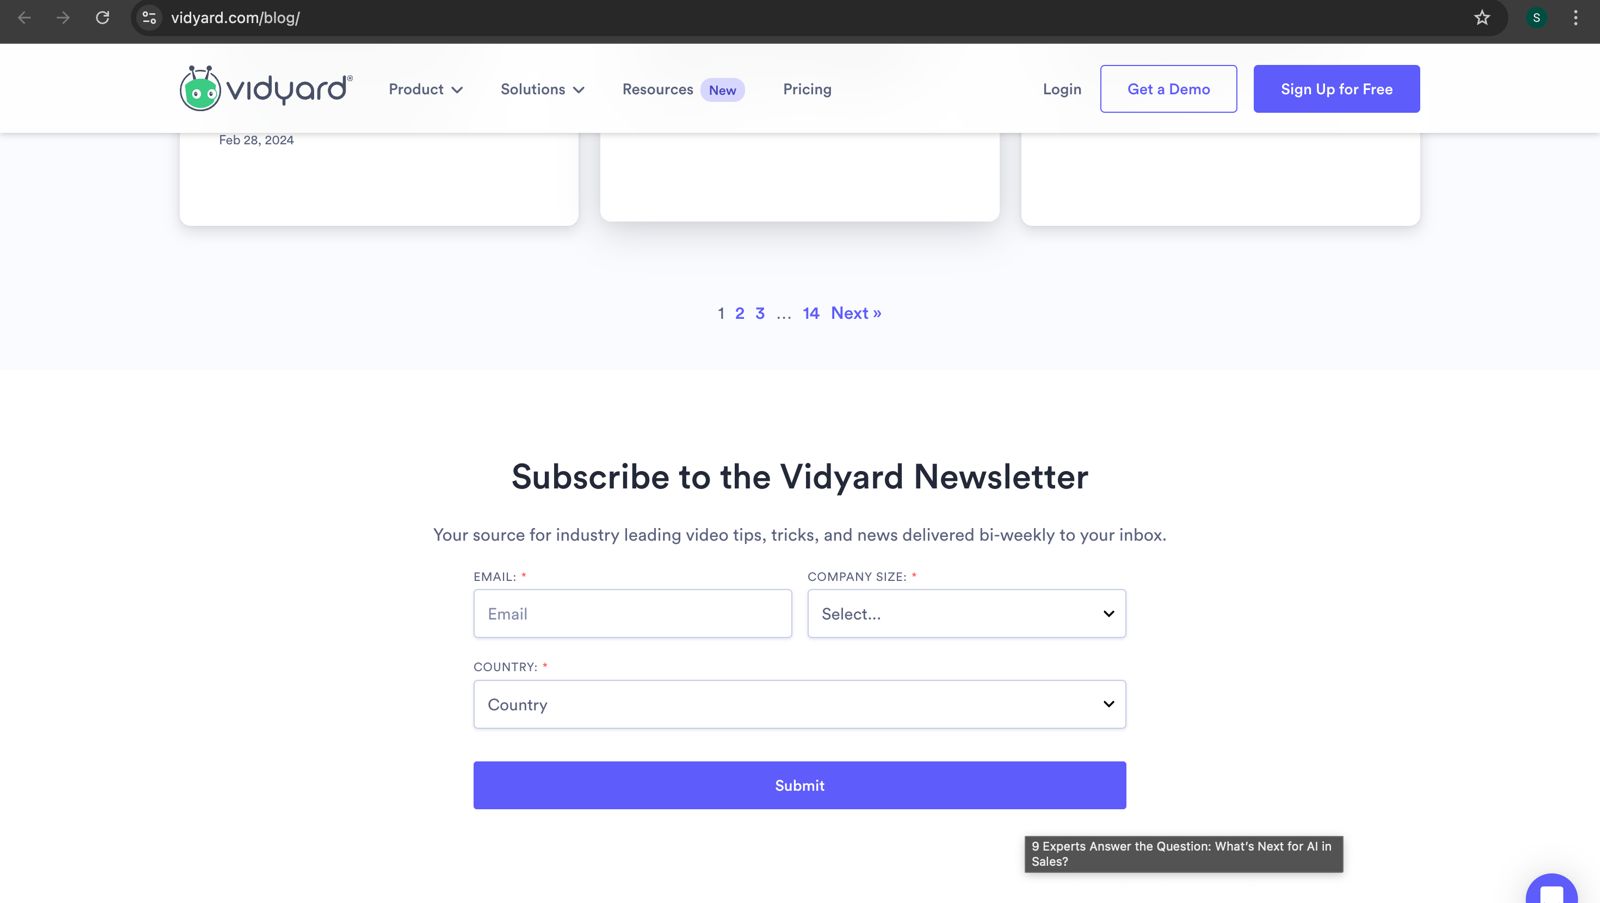 vidyard.com/blog/
S
vidyard®
Product
Solutions
Resources New
Pricing
Login
Get a Demo
Sign Up for Free
Feb 28, 2024
1 2 3 … 14 Next »
Subscribe to the Vidyard Newsletter
Your source for industry leading video tips, tricks, and news delivered bi-weekly to your inbox.
EMAIL: *
COMPANY SIZE: *
Email
Select...
COUNTRY: *
Country
Submit
9 Experts Answer the Question: What's Next for AI in
Sales?